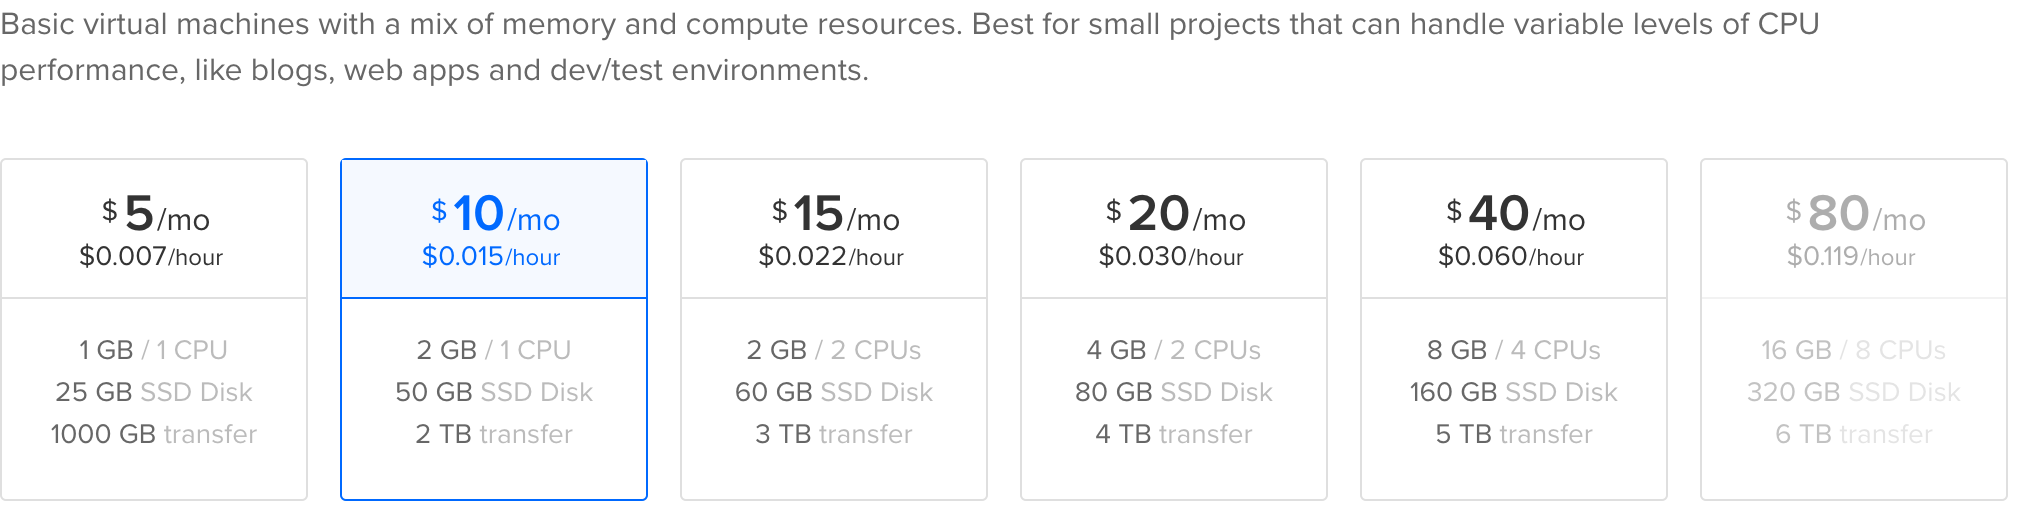 Basic virtual machines with a mix of memory and compute resources. Best for small projects that can handle variable levels of CPU
performance, like blogs, web apps and dev/test environments.
$ 5/mo
$0.007/hour
1 GB / 1 CPU
25 GB SSD Disk
1000 GB transfer
$ 10/mo
$0.015/hour
2 GB / 1 CPU
50 GB SSD Disk
2 TB transfer
$ 15/mo
$0.022/hour
2 GB / 2 CPUs
60 GB SSD Disk
3 TB transfer
$ 20/mo
$0.030/hour
4 GB / 2 CPUs
80 GB SSD Disk
4 TB transfer
$ 40/mo
$0.060/hour
8 GB / 4 CPUs
160 GB SSD Disk
5 TB transfer
$ 80/mo
$0.119/hour
16 GB / 8 CPUs
320 GB SSD Disk
6 TB transfer